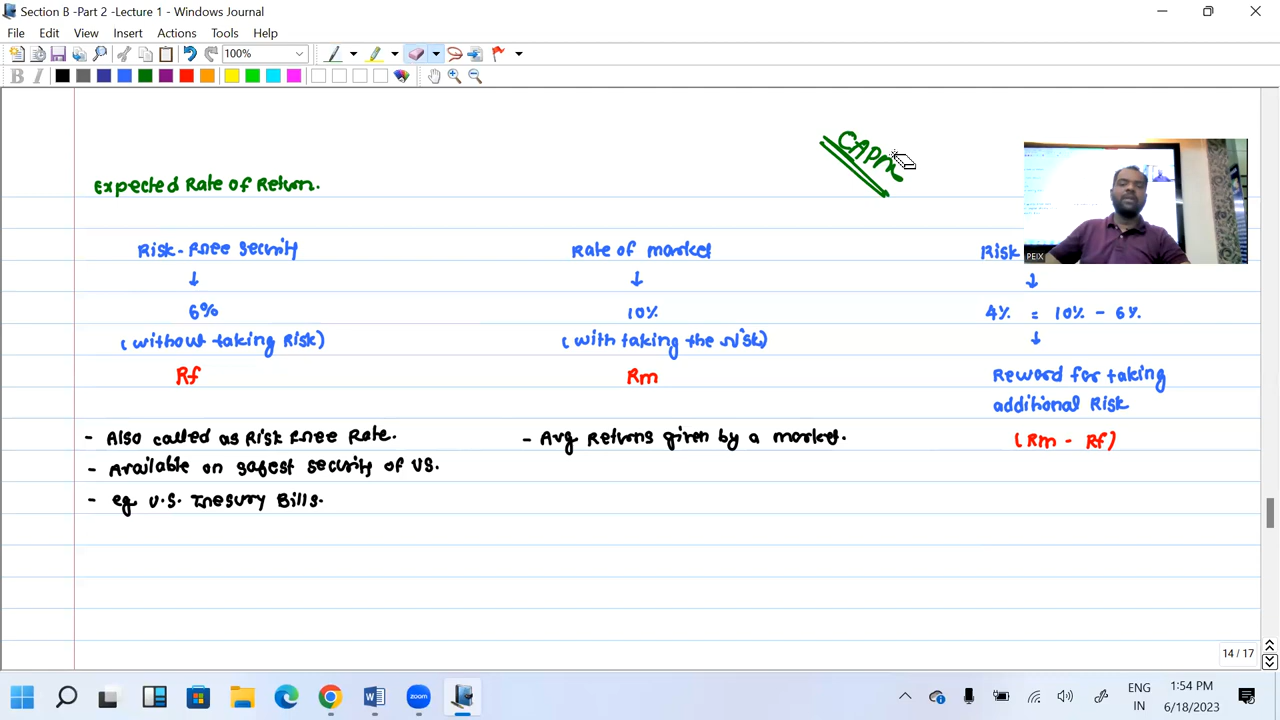 Section B -Part 2 -Lecture 1 - Windows Journal
File Edit View Insert Actions Tools Help
100%
B I
CAPM
Expected Rate of Return.
Risk-Free security Rate of market Risk
↓ ↓ ↓
6% 10% 4% = 10% - 6%
(without taking Risk) (with taking the risk) ↓
Rf Rm Reward for taking
additional Risk
- Also called as Risk Free Rate. - Avg Returns given by a market. (Rm - Rf)
- Available on safest security of US.
- eg U.S. Tresury Bills.
PEIX
14 / 17
zoom
ENG
IN
1:54 PM
6/18/2023